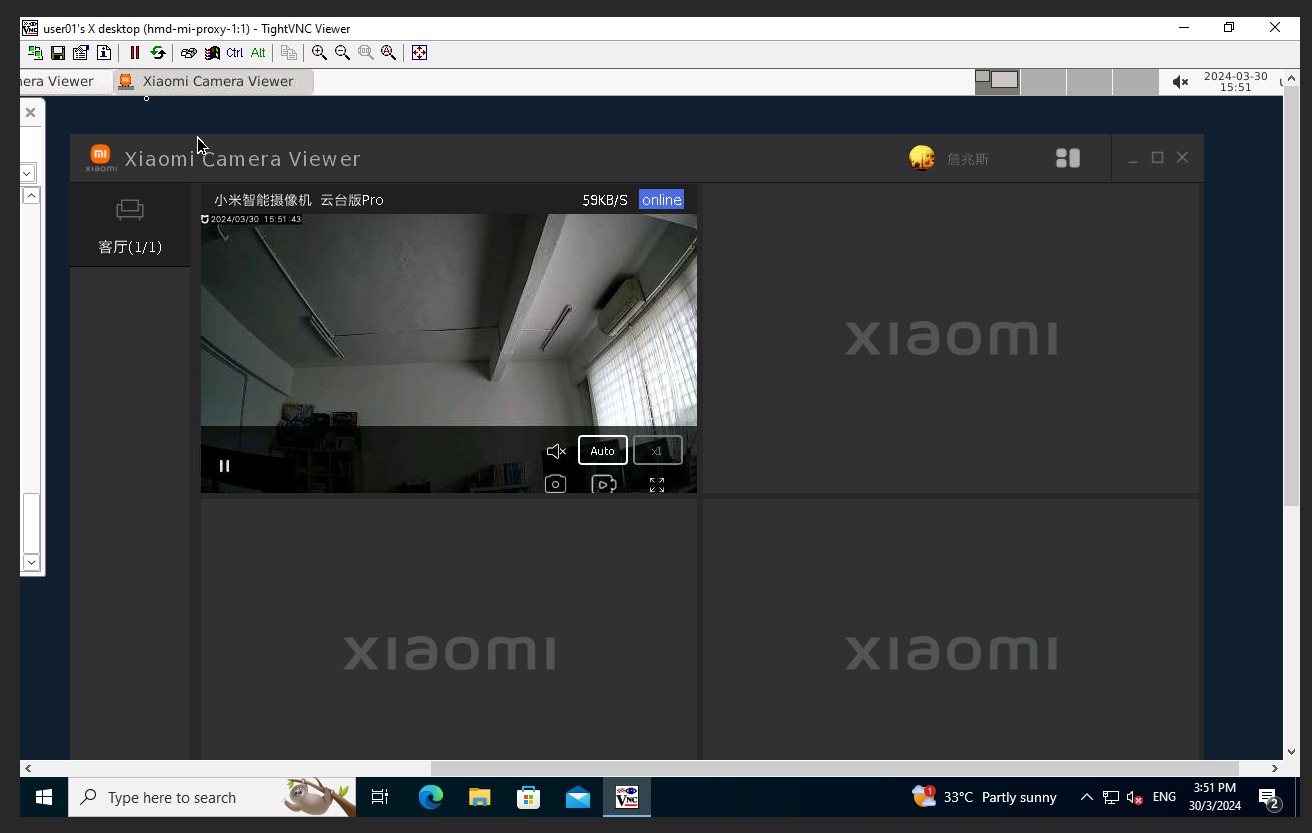 user01's X desktop (hmd-mi-proxy-1:1) - TightVNC Viewer
Ctrl Alt
era Viewer
Xiaomi Camera Viewer
2024-03-30
15:51
xiaomi
Xiaomi Camera Viewer
詹兆斯
小米智能摄像机 云台版Pro
59KB/S
online
2024/03/30 15:51:43
客厅(1/1)
xiaomi
Auto
x1
xiaomi
xiaomi
Type here to search
VNC
1
33°C Partly sunny
ENG
3:51 PM
30/3/2024
2